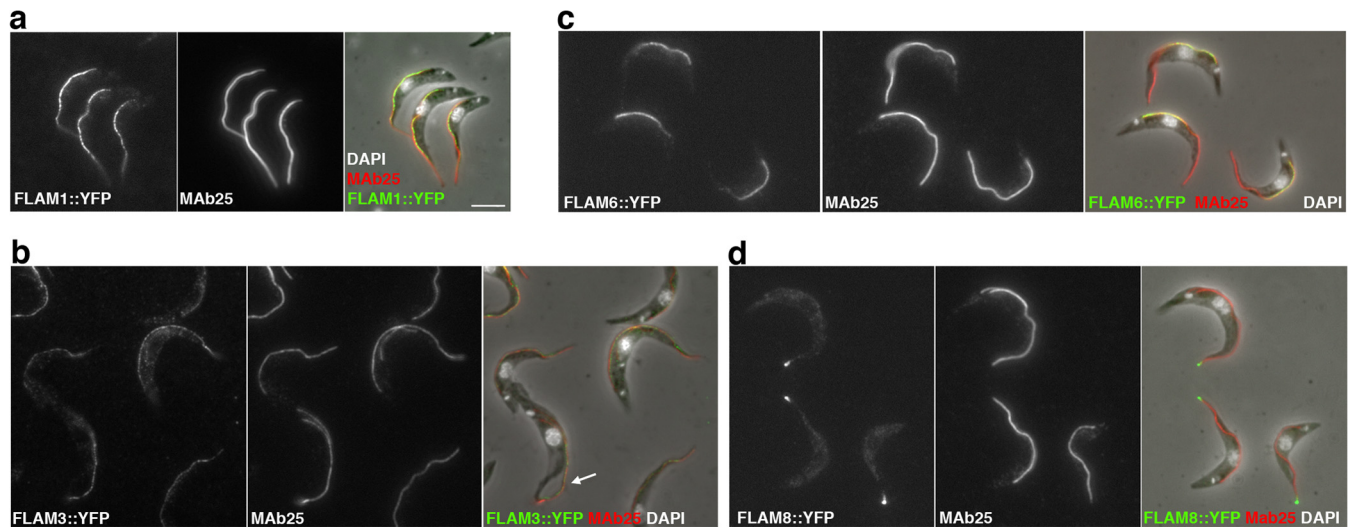 a
FLAM1::YFP
MAb25
DAPI
MAb25
FLAM1::YFP
c
FLAM6::YFP
MAb25
FLAM6::YFP MAb25 DAPI
b
FLAM3::YFP
MAb25
FLAM3::YFP MAb25 DAPI
d
FLAM8::YFP
MAb25
FLAM8::YFP Mab25 DAPI